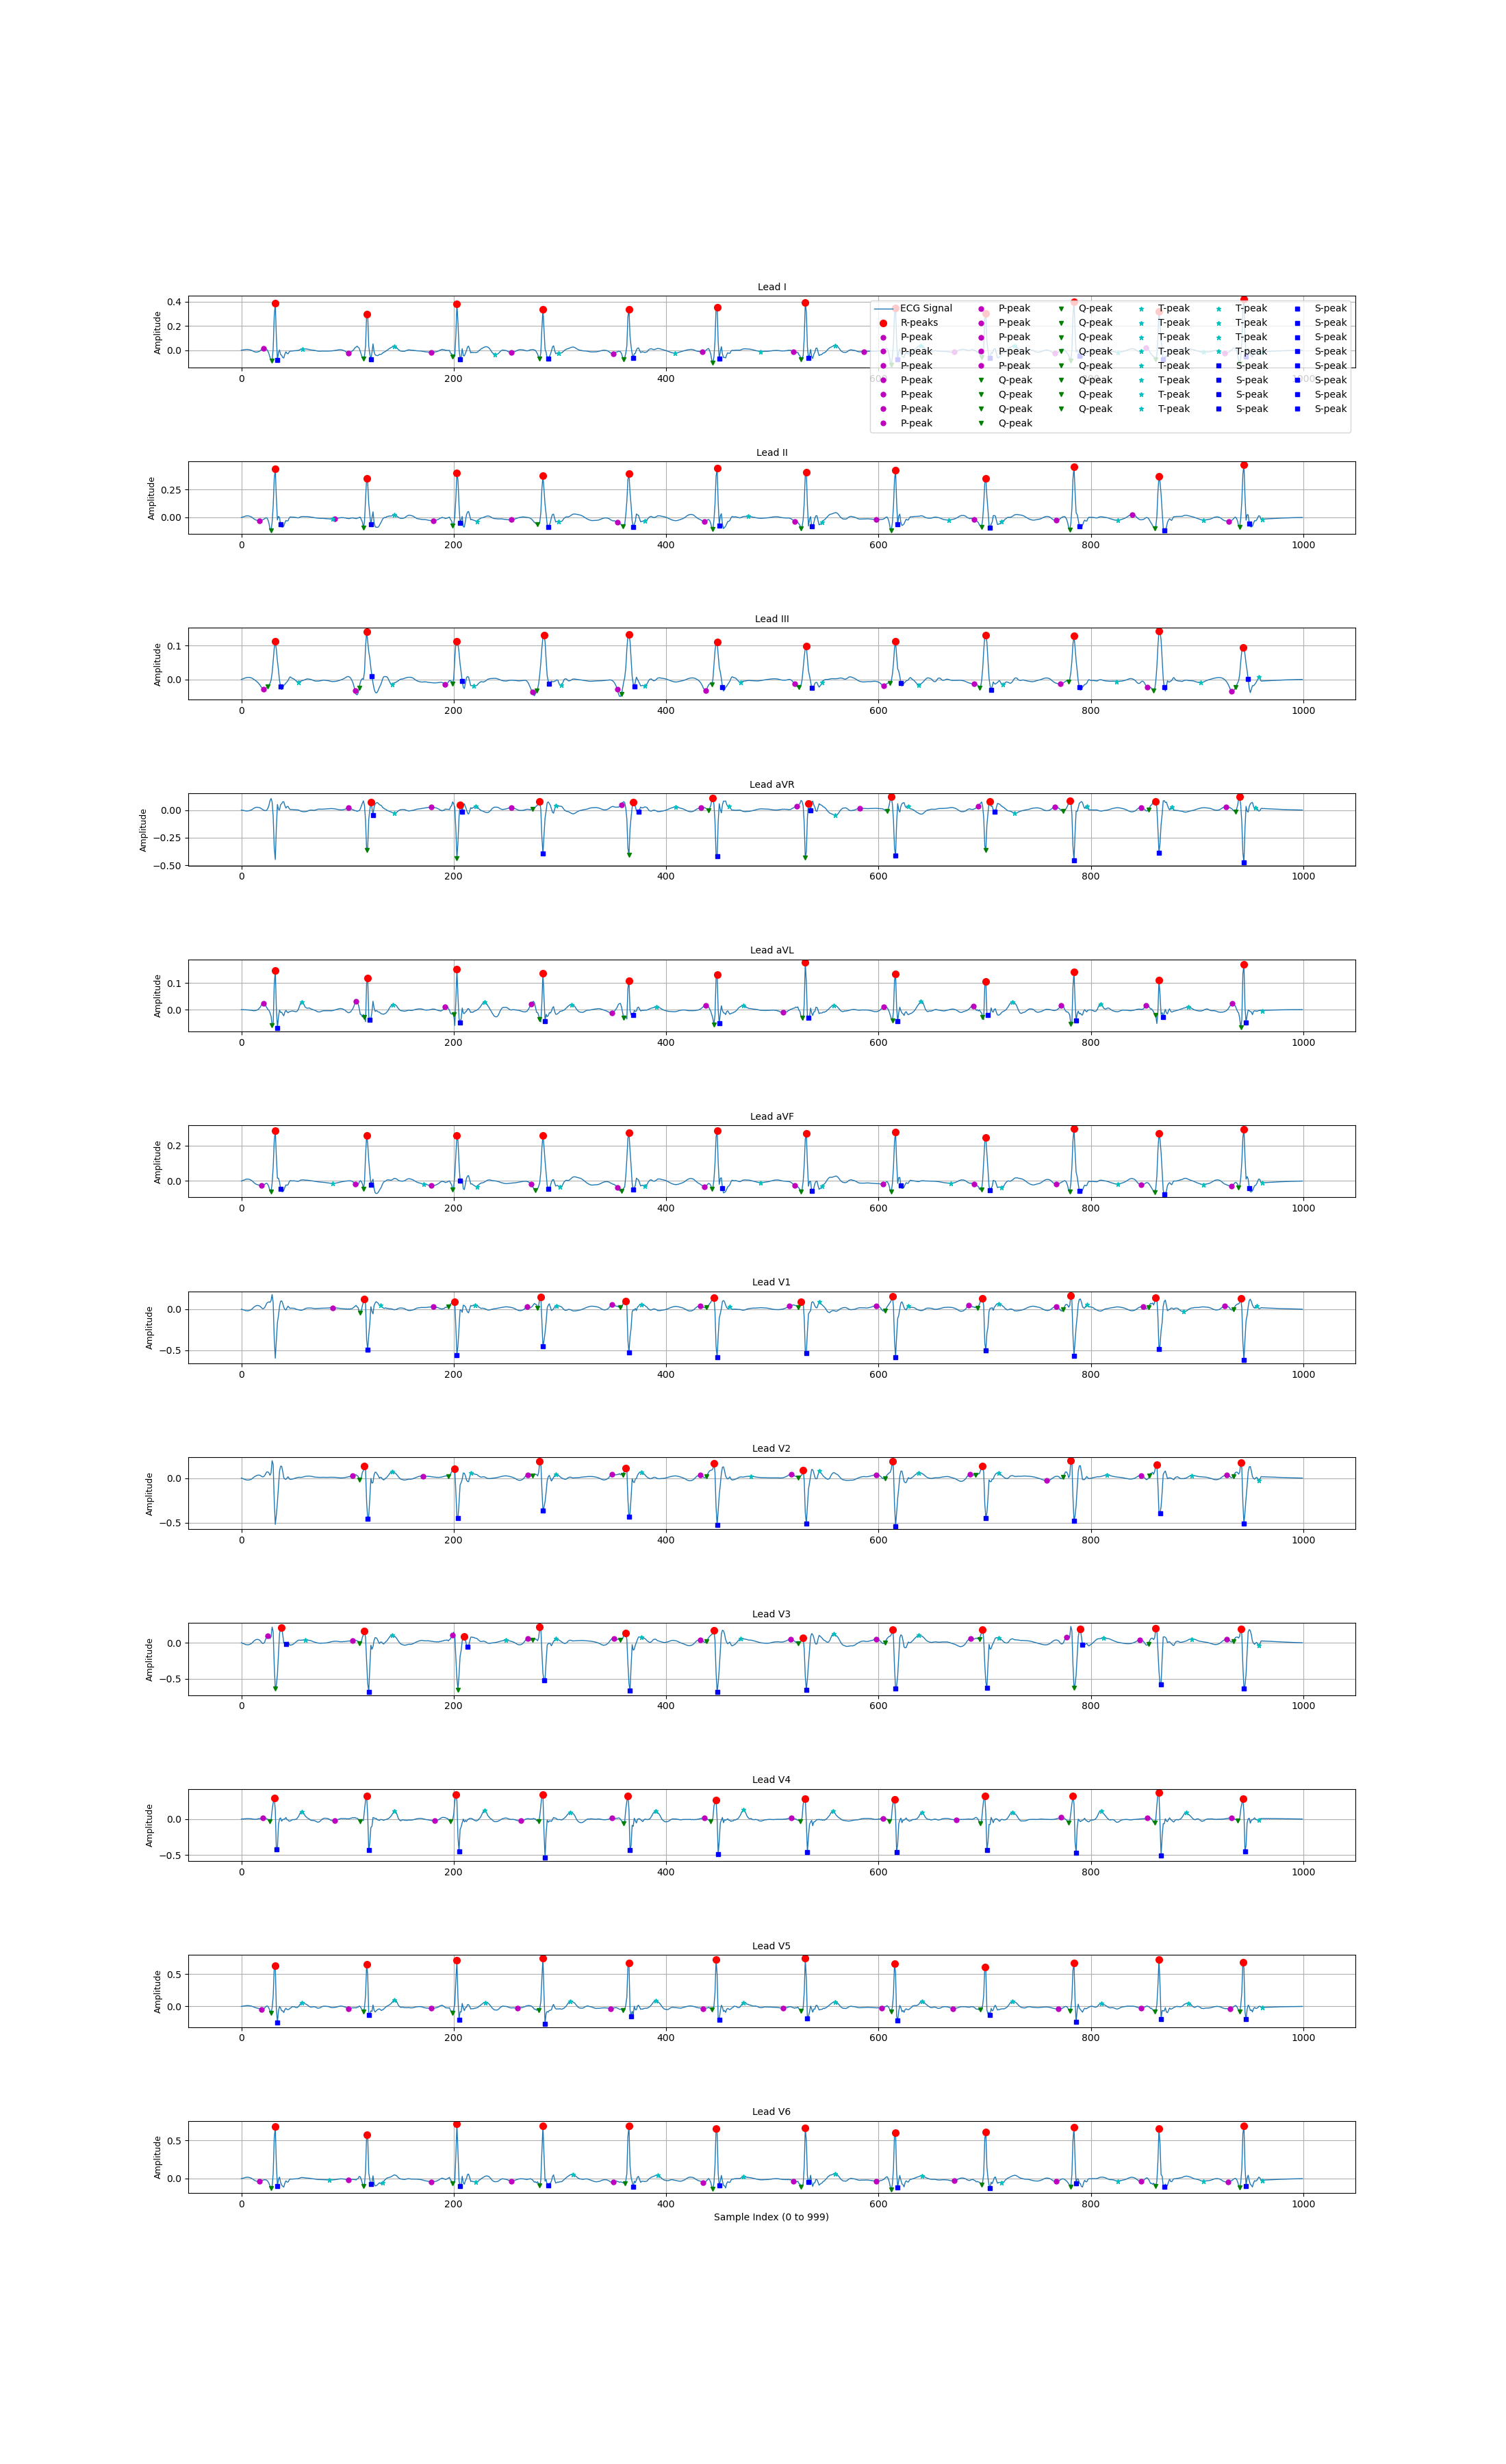 Lead I
Amplitude
0.4
0.2
0.0
0 200 400 600 800 1000
ECG Signal P-peak Q-peak T-peak T-peak S-peak
R-peaks P-peak Q-peak T-peak T-peak S-peak
P-peak P-peak Q-peak T-peak T-peak S-peak
P-peak P-peak Q-peak T-peak T-peak S-peak
P-peak P-peak Q-peak T-peak S-peak S-peak
P-peak Q-peak Q-peak T-peak S-peak S-peak
P-peak Q-peak Q-peak T-peak S-peak S-peak
P-peak Q-peak Q-peak T-peak S-peak S-peak
P-peak Q-peak
Lead II
Amplitude
0.25
0.00
0 200 400 600 800 1000
Lead III
Amplitude
0.1
0.0
0 200 400 600 800 1000
Lead aVR
Amplitude
0.00
−0.25
−0.50
0 200 400 600 800 1000
Lead aVL
Amplitude
0.1
0.0
0 200 400 600 800 1000
Lead aVF
Amplitude
0.2
0.0
0 200 400 600 800 1000
Lead V1
Amplitude
0.0
−0.5
0 200 400 600 800 1000
Lead V2
Amplitude
0.0
−0.5
0 200 400 600 800 1000
Lead V3
Amplitude
0.0
−0.5
0 200 400 600 800 1000
Lead V4
Amplitude
0.0
−0.5
0 200 400 600 800 1000
Lead V5
Amplitude
0.5
0.0
0 200 400 600 800 1000
Lead V6
Amplitude
0.5
0.0
0 200 400 600 800 1000
Sample Index (0 to 999)